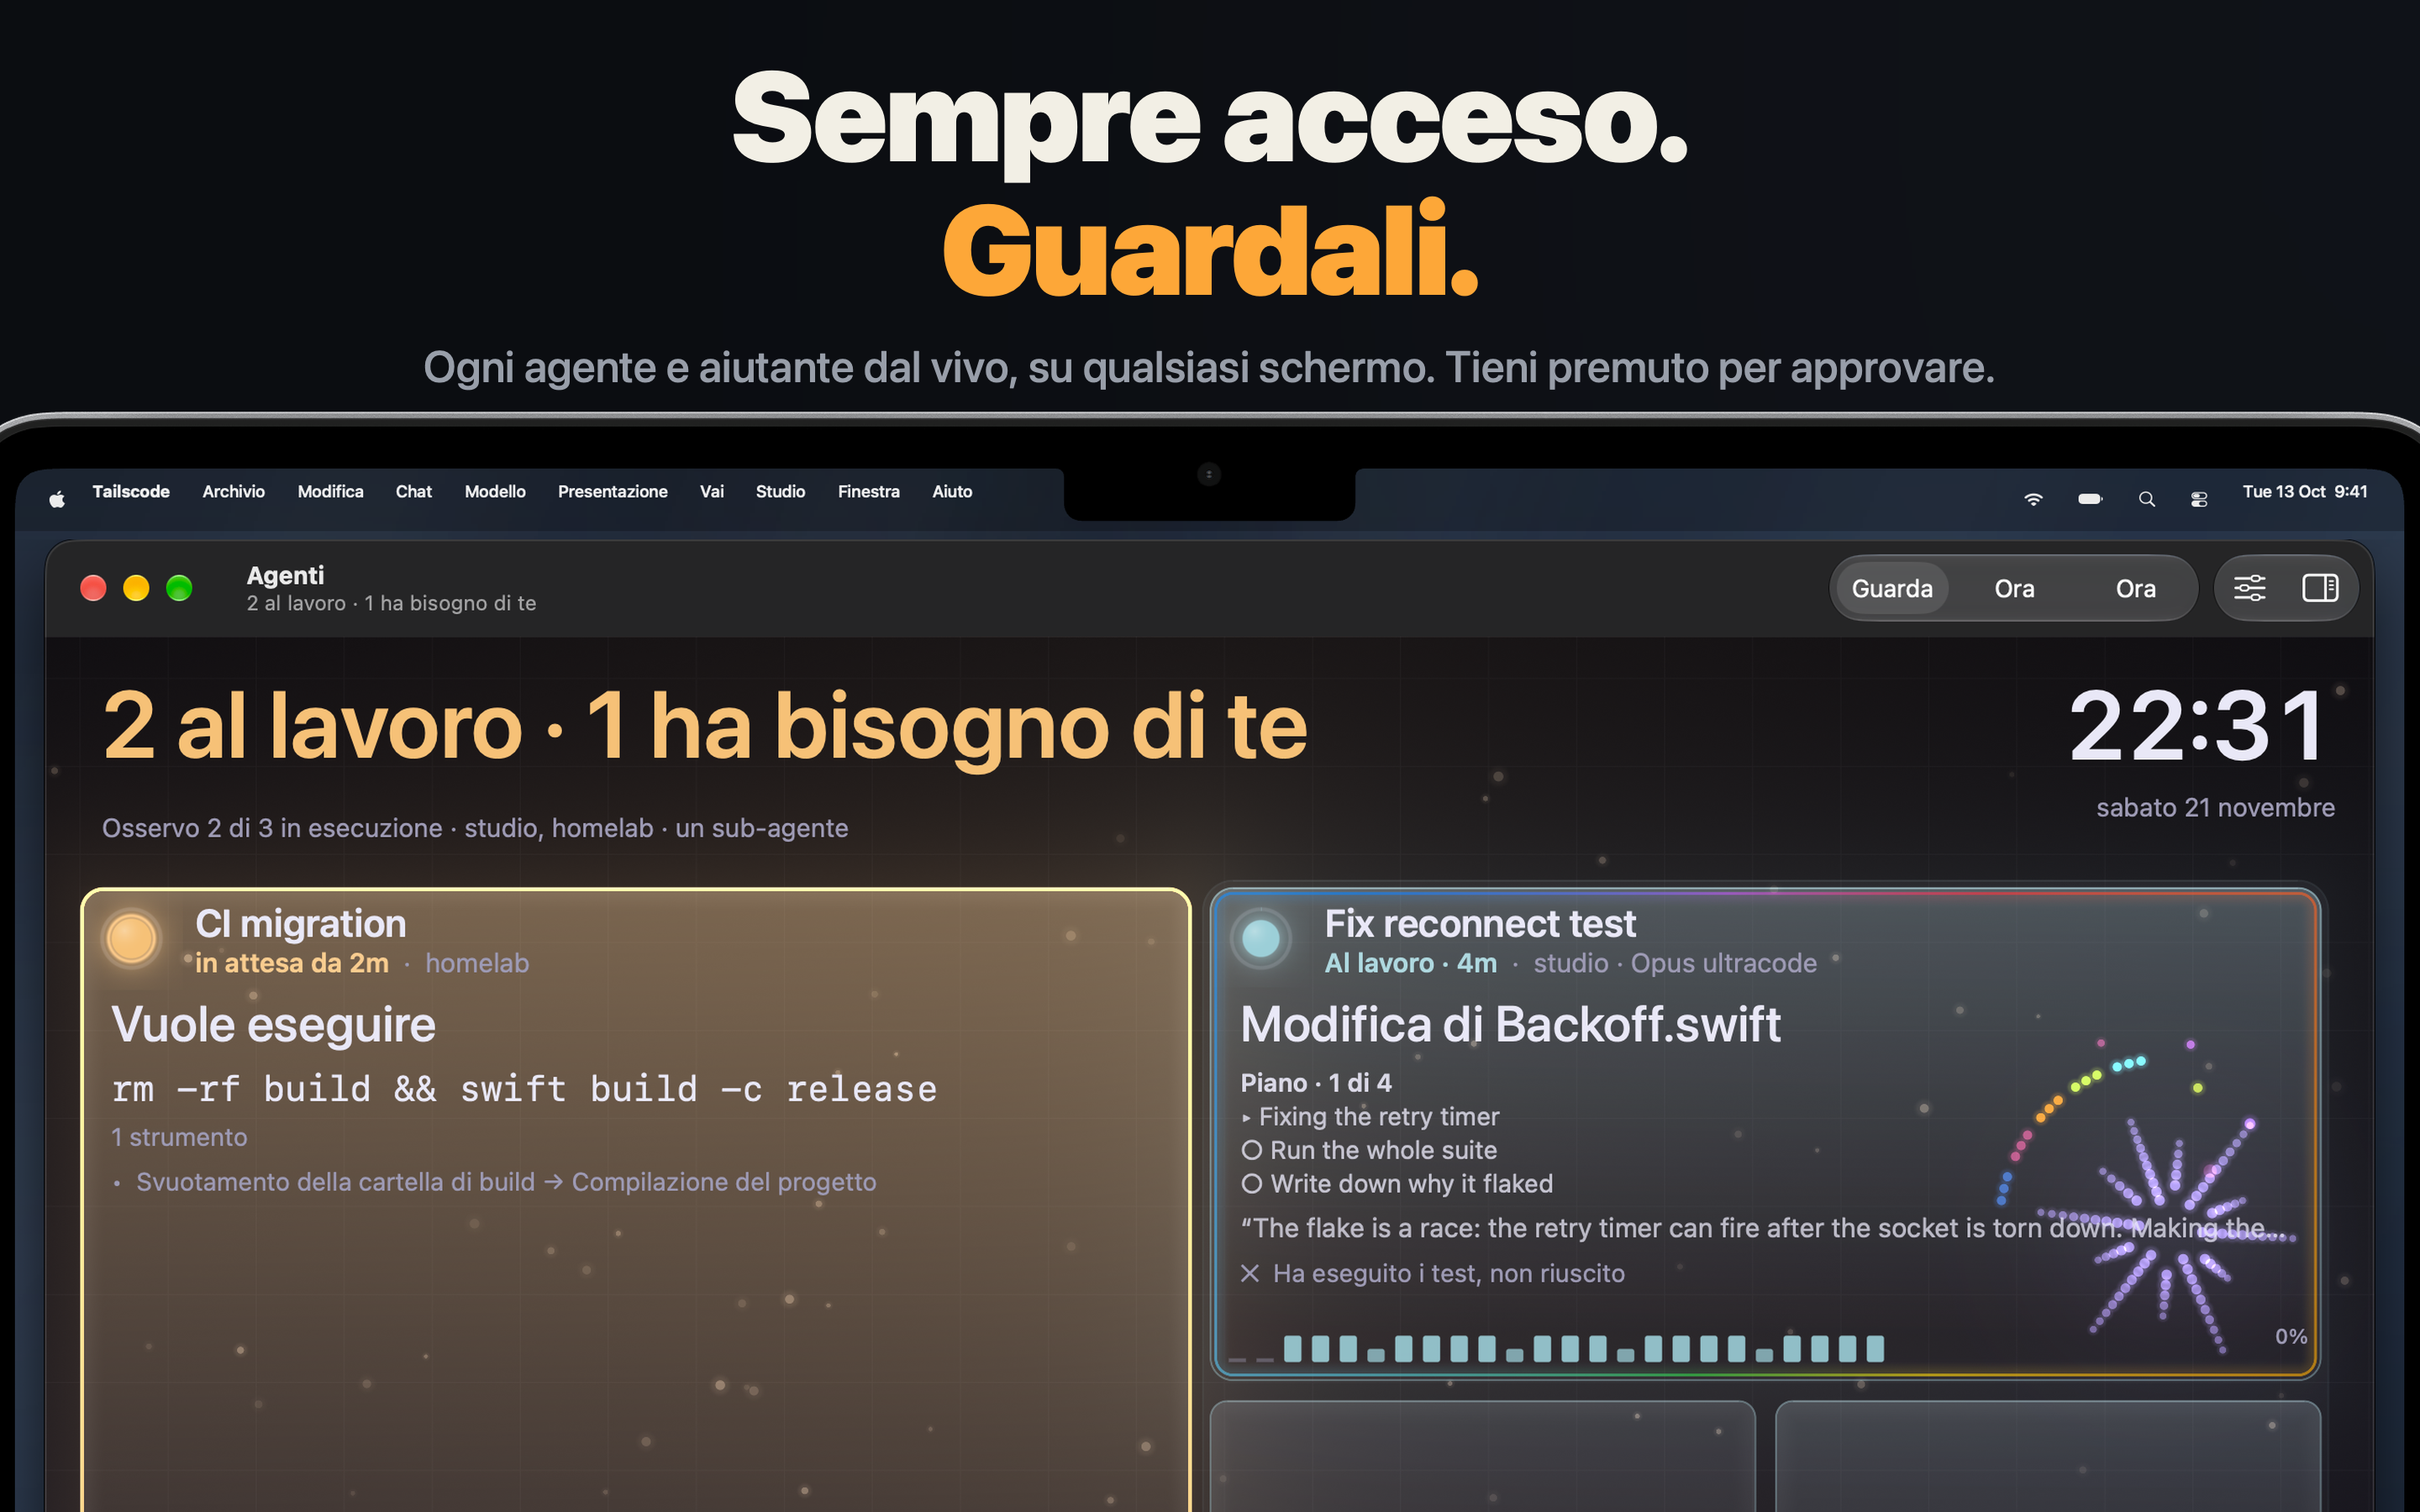 Sempre acceso.
Guardali.
Ogni agente e aiutante dal vivo, su qualsiasi schermo. Tieni premuto per approvare.
Tailscode Archivio Modifica Chat Modello Presentazione Vai Studio Finestra Aiuto Tue 13 Oct 9:41
Agenti
2 al lavoro · 1 ha bisogno di te
Guarda Ora Ora
2 al lavoro · 1 ha bisogno di te
22:31
sabato 21 novembre
Osservo 2 di 3 in esecuzione · studio, homelab · un sub-agente
CI migration
in attesa da 2m · homelab
Vuole eseguire
rm -rf build && swift build -c release
1 strumento
• Svuotamento della cartella di build → Compilazione del progetto
Fix reconnect test
Al lavoro · 4m · studio · Opus ultracode
Modifica di Backoff.swift
Piano · 1 di 4
▸ Fixing the retry timer
○ Run the whole suite
○ Write down why it flaked
“The flake is a race: the retry timer can fire after the socket is torn down. Making the…
× Ha eseguito i test, non riuscito
0%